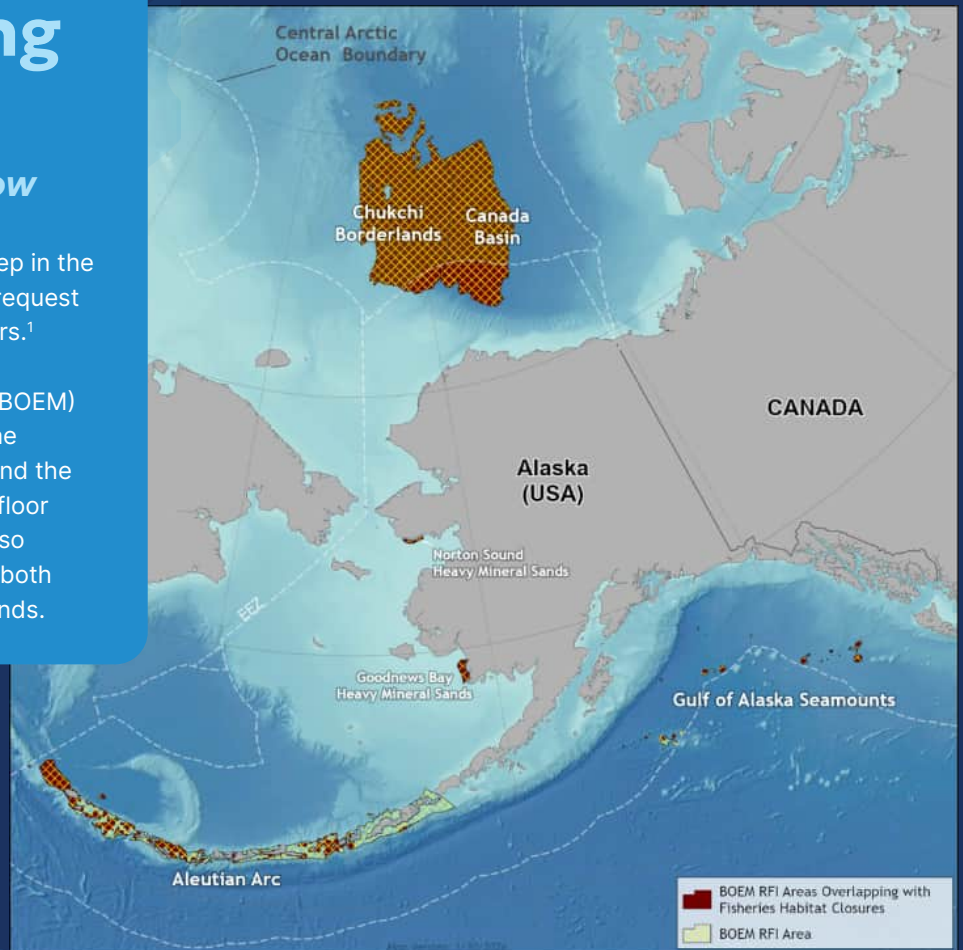 ng
ow
ep in the
request
rs.¹
BOEM)
ne
nd the
floor
so
both
nds.
Central Arctic
Ocean Boundary
Chukchi
Borderlands
Canada
Basin
CANADA
Alaska
(USA)
Norton Sound
Heavy Mineral Sands
EEZ
Goodnews Bay
Heavy Mineral Sands
Gulf of Alaska Seamounts
Aleutian Arc
BOEM RFI Areas Overlapping with
Fisheries Habitat Closures
BOEM RFI Area